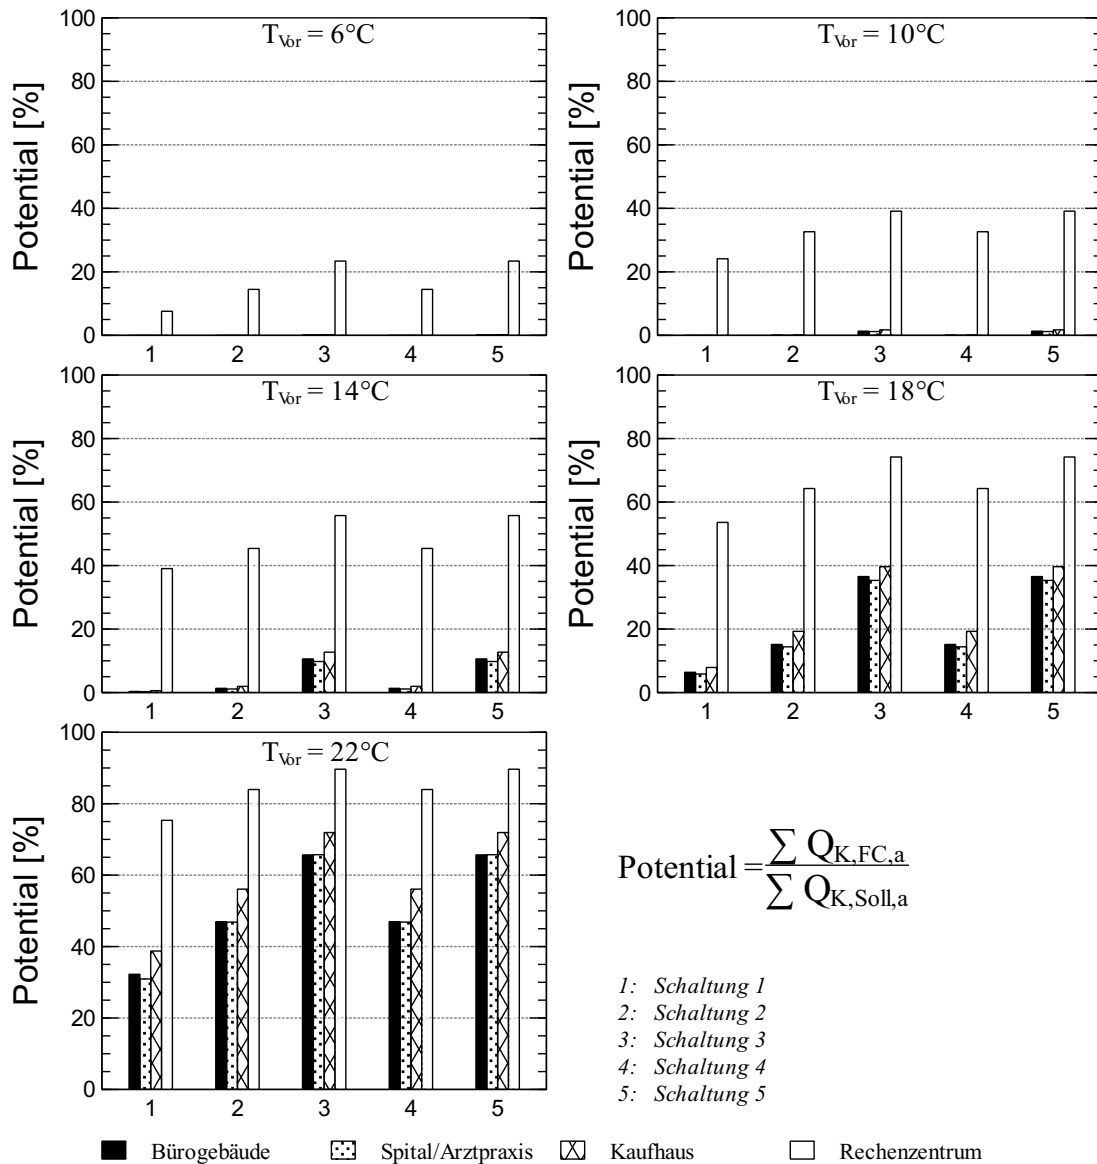 T_Vor = 6°C
Potential [%]
100
80
60
40
20
0
1 2 3 4 5
T_Vor = 10°C
Potential [%]
100
80
60
40
20
0
1 2 3 4 5
T_Vor = 14°C
Potential [%]
100
80
60
40
20
0
1 2 3 4 5
T_Vor = 18°C
Potential [%]
100
80
60
40
20
0
1 2 3 4 5
T_Vor = 22°C
Potential [%]
100
80
60
40
20
0
1 2 3 4 5
Potential = ∑ Q_K,FC,a / ∑ Q_K,Soll,a
1: Schaltung 1
2: Schaltung 2
3: Schaltung 3
4: Schaltung 4
5: Schaltung 5
Bürogebäude Spital/Arztpraxis Kaufhaus Rechenzentrum